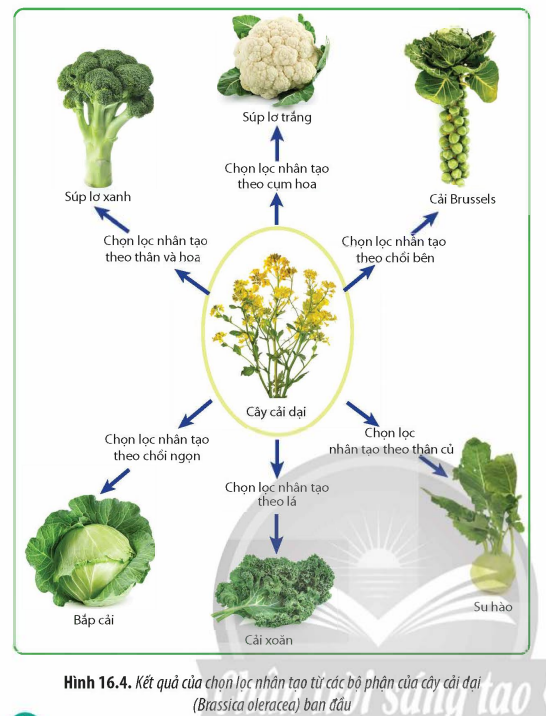 Súp lơ trắng
Chọn lọc nhân tạo
theo cụm hoa
Súp lơ xanh
Cải Brussels
Chọn lọc nhân tạo
theo thân và hoa
Chọn lọc nhân tạo
theo chồi bên
Cây cải dại
Chọn lọc nhân tạo
theo chồi ngọn
Chọn lọc
nhân tạo theo thân củ
Chọn lọc nhân tạo
theo lá
Bắp cải
Cải xoăn
Su hào
Hình 16.4. Kết quả của chọn lọc nhân tạo từ các bộ phận của cây cải dại
(Brassica oleracea) ban đầu
Chân trời sáng tạo